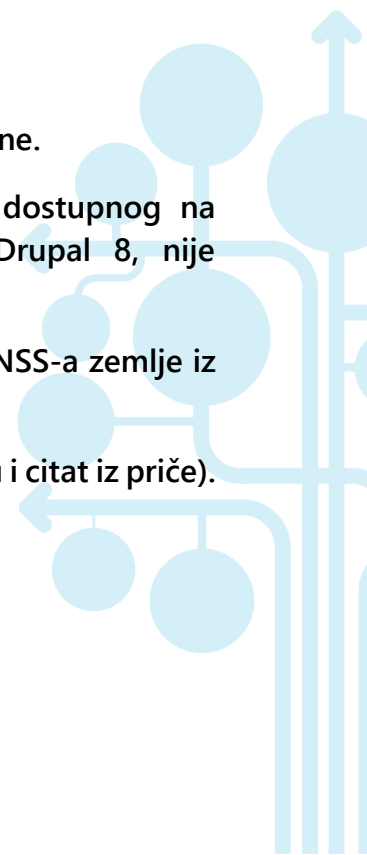 ne.
dostupnog na
Drupal 8, nije
NSS-a zemlje iz
i citat iz priče).